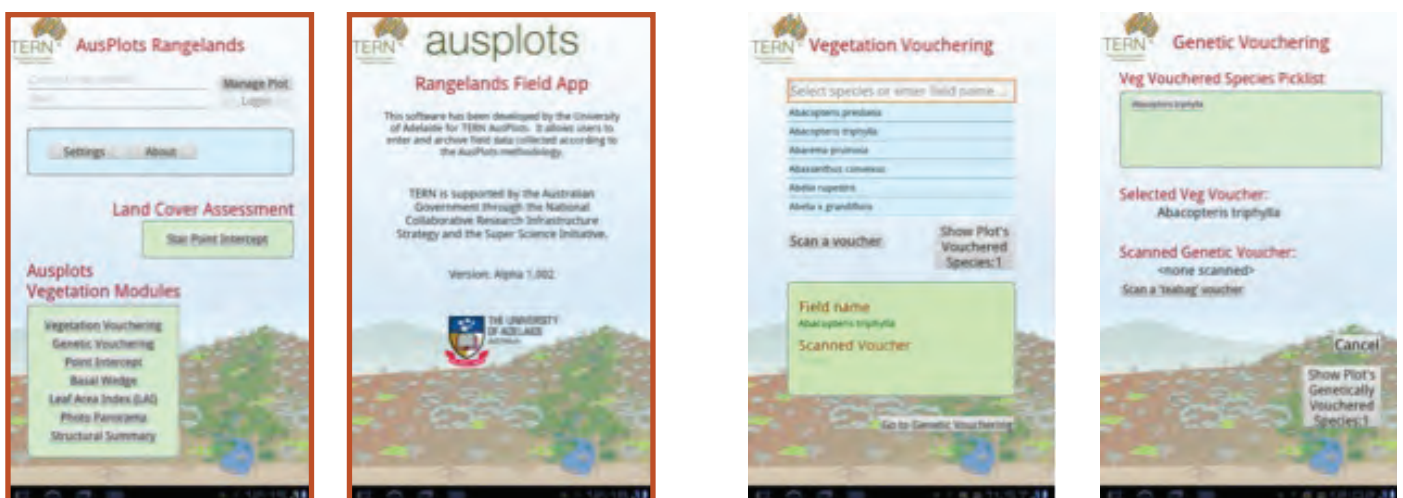 TERN
AusPlots Rangelands
Manage Plot
Login
Settings
About
Land Cover Assessment
Star Point Intercept
Ausplots
Vegetation Modules
Vegetation Vouchering
Genetic Vouchering
Point Intercept
Basal Wedge
Leaf Area Index (LAI)
Photo Panorama
Structural Summary
TERN
ausplots
Rangelands Field App
This software has been developed by the University
of Adelaide for TERN AusPlots. It allows users to
enter and archive field data collected according to
the AusPlots methodology.
TERN is supported by the Australian
Government through the National
Collaborative Research Infrastructure
Strategy and the Super Science Initiative.
Version: Alpha 1.002
THE UNIVERSITY
OF ADELAIDE
TERN
Vegetation Vouchering
Select species or enter field name ...
Abacopteris presliana
Abacopteris triphylla
Abarema pruinosa
Abasanthus
Abelia rupestris
Abelia x grandiflora
Scan a voucher
Show Plot's
Vouchered
Species:1
Field name
Abacopteris triphylla
Scanned Voucher
Go to Genetic Vouchering
TERN
Genetic Vouchering
Veg Vouchered Species Picklist
Abacopteris triphylla
Selected Veg Voucher:
Abacopteris triphylla
Scanned Genetic Voucher:
<none scanned>
Scan a 'teabag' voucher
Cancel
Show Plot's
Genetically
Vouchered
Species:1